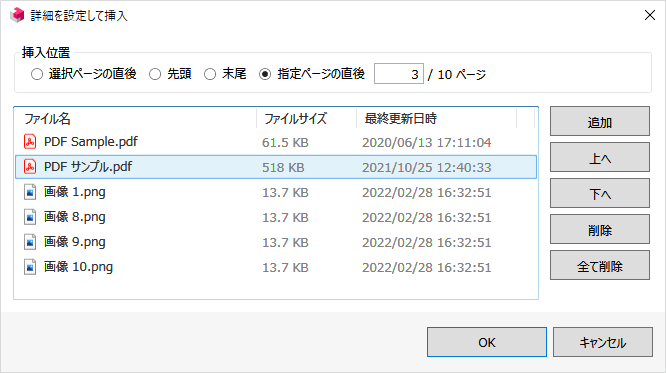 詳細を設定して挿入
挿入位置
選択ページの直後 先頭 末尾 指定ページの直後 3 / 10 ページ
ファイル名 ファイルサイズ 最終更新日時
PDF Sample.pdf 61.5 KB 2020/06/13 17:11:04
PDF サンプル.pdf 518 KB 2021/10/25 12:40:33
画像 1.png 13.7 KB 2022/02/28 16:32:51
画像 8.png 13.7 KB 2022/02/28 16:32:51
画像 9.png 13.7 KB 2022/02/28 16:32:51
画像 10.png 13.7 KB 2022/02/28 16:32:51
追加
上へ
下へ
削除
全て削除
OK キャンセル